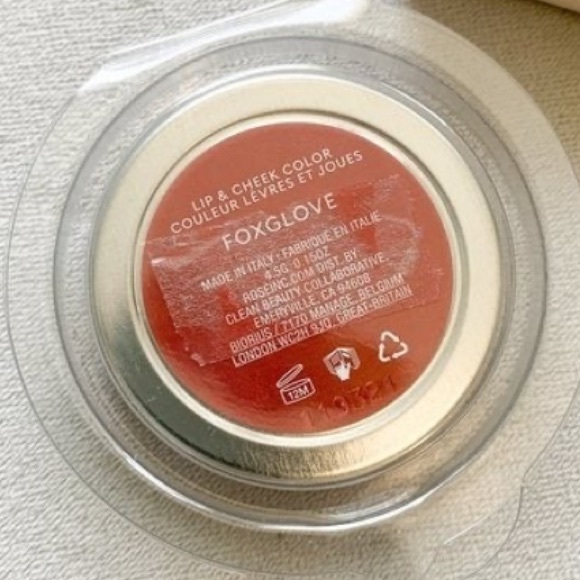 LIP & CHEEK COLOR
COULEUR LÈVRES ET JOUES
FOXGLOVE
MADE IN ITALY · FABRIQUÉ EN ITALIE
4.5G 0.15OZ
ROSEINC.COM DIST. BY
CLEAN BEAUTY COLLABORATIVE,
EMERYVILLE, CA 94608
BIORIUS / 7170 MANAGE, BELGIUM
LONDON WC2H 9JQ, GREAT-BRITAIN
12M